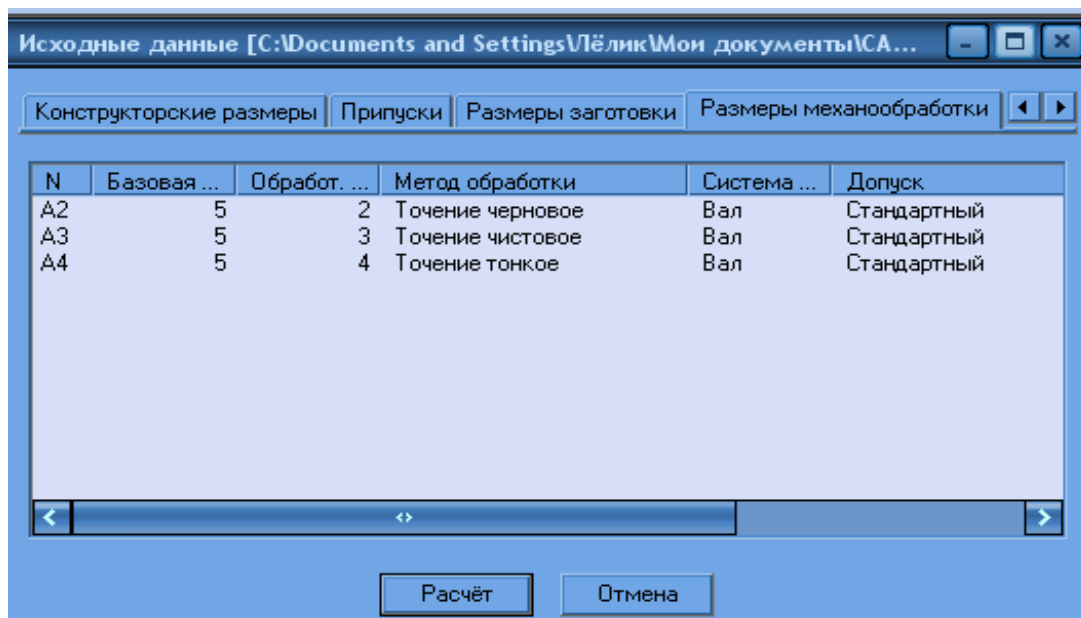 Исходные данные [C:\Documents and Settings\Лёлик\Мои документы\CA...
Конструкторские размеры Припуски Размеры заготовки Размеры механообработки
N Базовая ... Обработ. ... Метод обработки Система ... Допуск
A2 5 2 Точение черновое Вал Стандартный
A3 5 3 Точение чистовое Вал Стандартный
A4 5 4 Точение тонкое Вал Стандартный
Расчёт Отмена